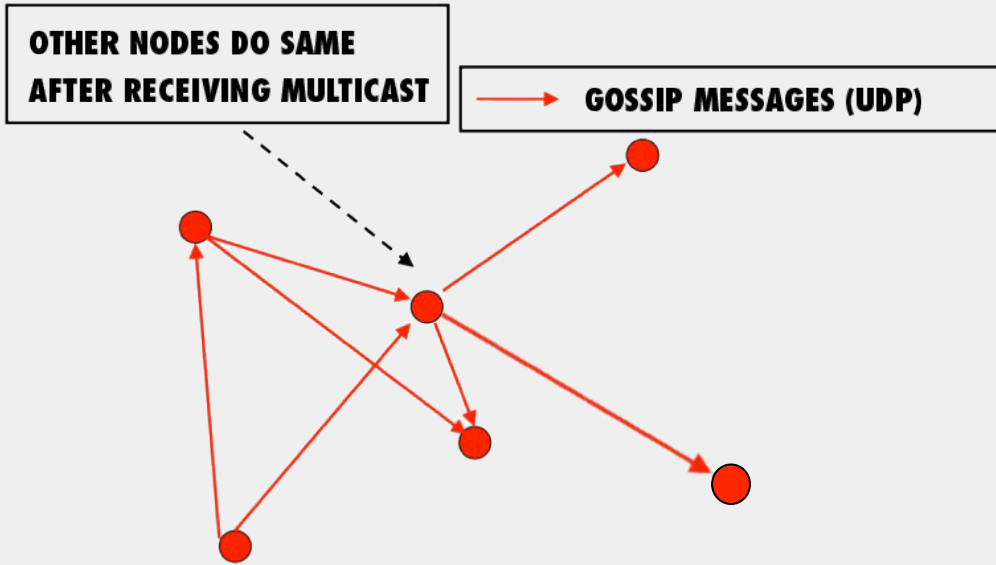 OTHER NODES DO SAME
AFTER RECEIVING MULTICAST
GOSSIP MESSAGES (UDP)